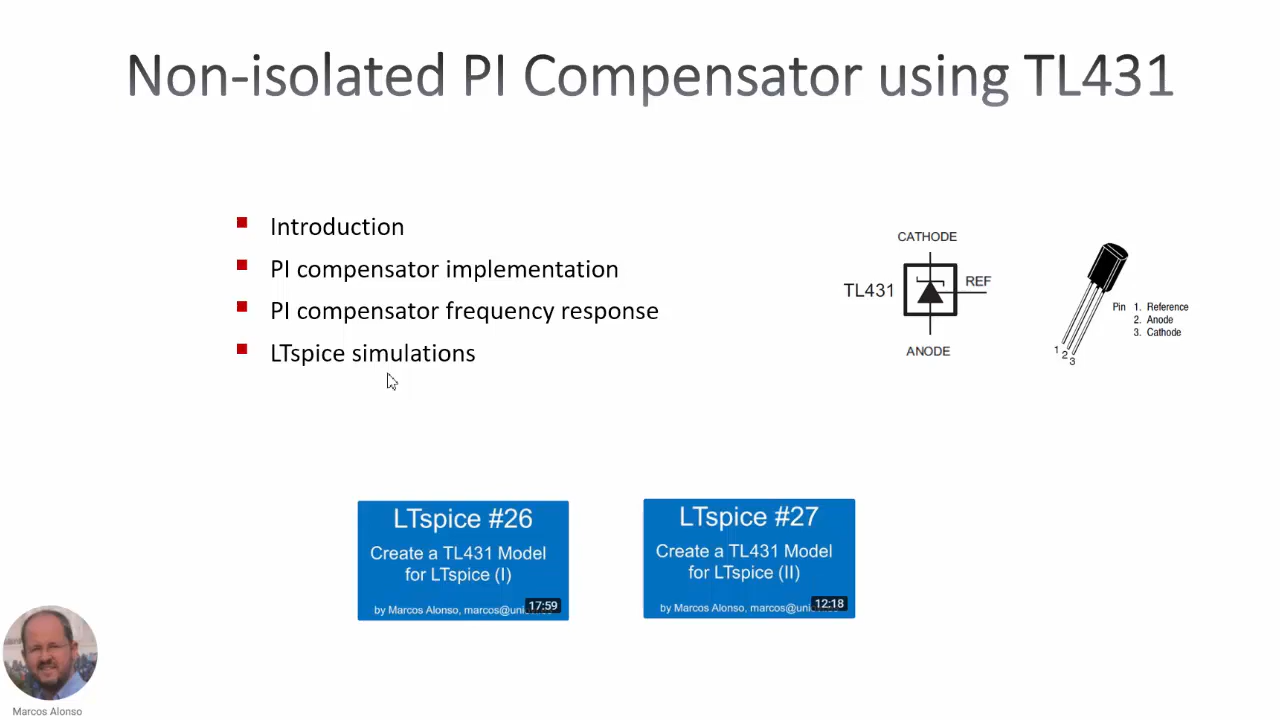 Non-isolated PI Compensator using TL431
Introduction
PI compensator implementation
PI compensator frequency response
LTspice simulations
CATHODE
TL431
REF
ANODE
Pin 1. Reference
2. Anode
3. Cathode
1
2
3
LTspice #26
Create a TL431 Model
for LTspice (I)
by Marcos Alonso, marcos@uni
17:59
LTspice #27
Create a TL431 Model
for LTspice (II)
by Marcos Alonso, marcos@uni
12:18
Marcos Alonso